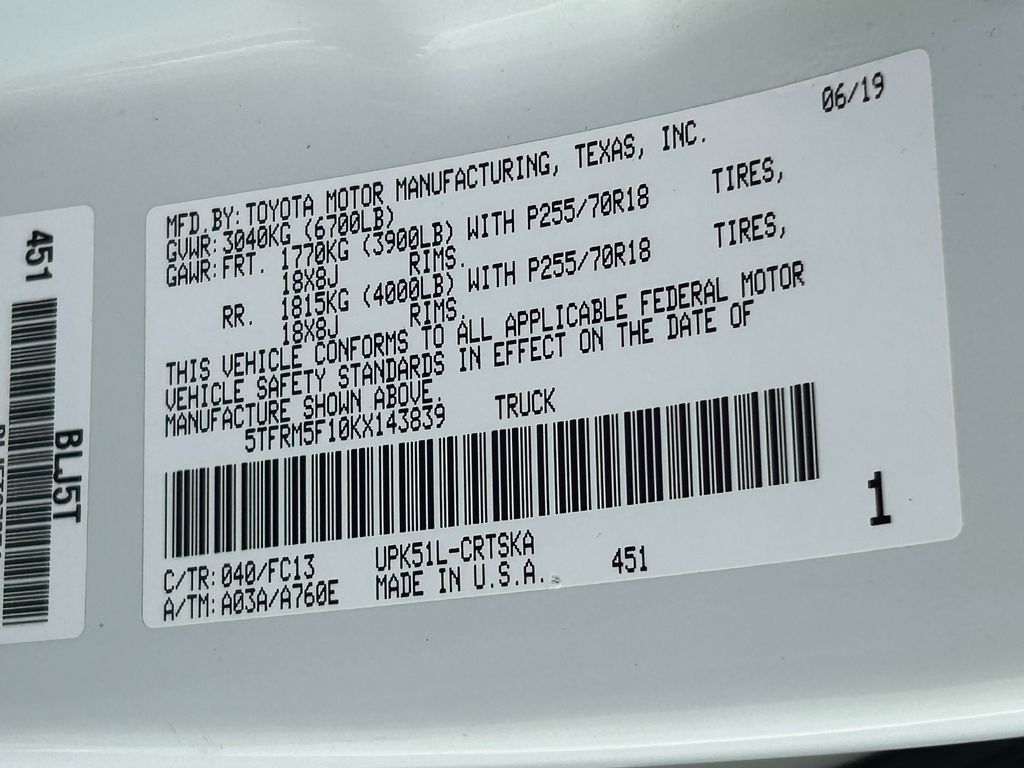 06/19
MFD.BY: TOYOTA MOTOR MANUFACTURING, TEXAS, INC.
GVWR: 3040KG (6700LB)
GAWR: FRT. 1770KG (3900LB) WITH P255/70R18 TIRES,
18X8J RIMS.
RR. 1815KG (4000LB) WITH P255/70R18 TIRES,
18X8J RIMS.
THIS VEHICLE CONFORMS TO ALL APPLICABLE FEDERAL MOTOR
VEHICLE SAFETY STANDARDS IN EFFECT ON THE DATE OF
MANUFACTURE SHOWN ABOVE.
5TFRM5F10KX143839 TRUCK
1
C/TR: 040/FC13 UPK51L-CRTSKA
A/TM: A03A/A760E MADE IN U.S.A. 451
451
BLJ5T